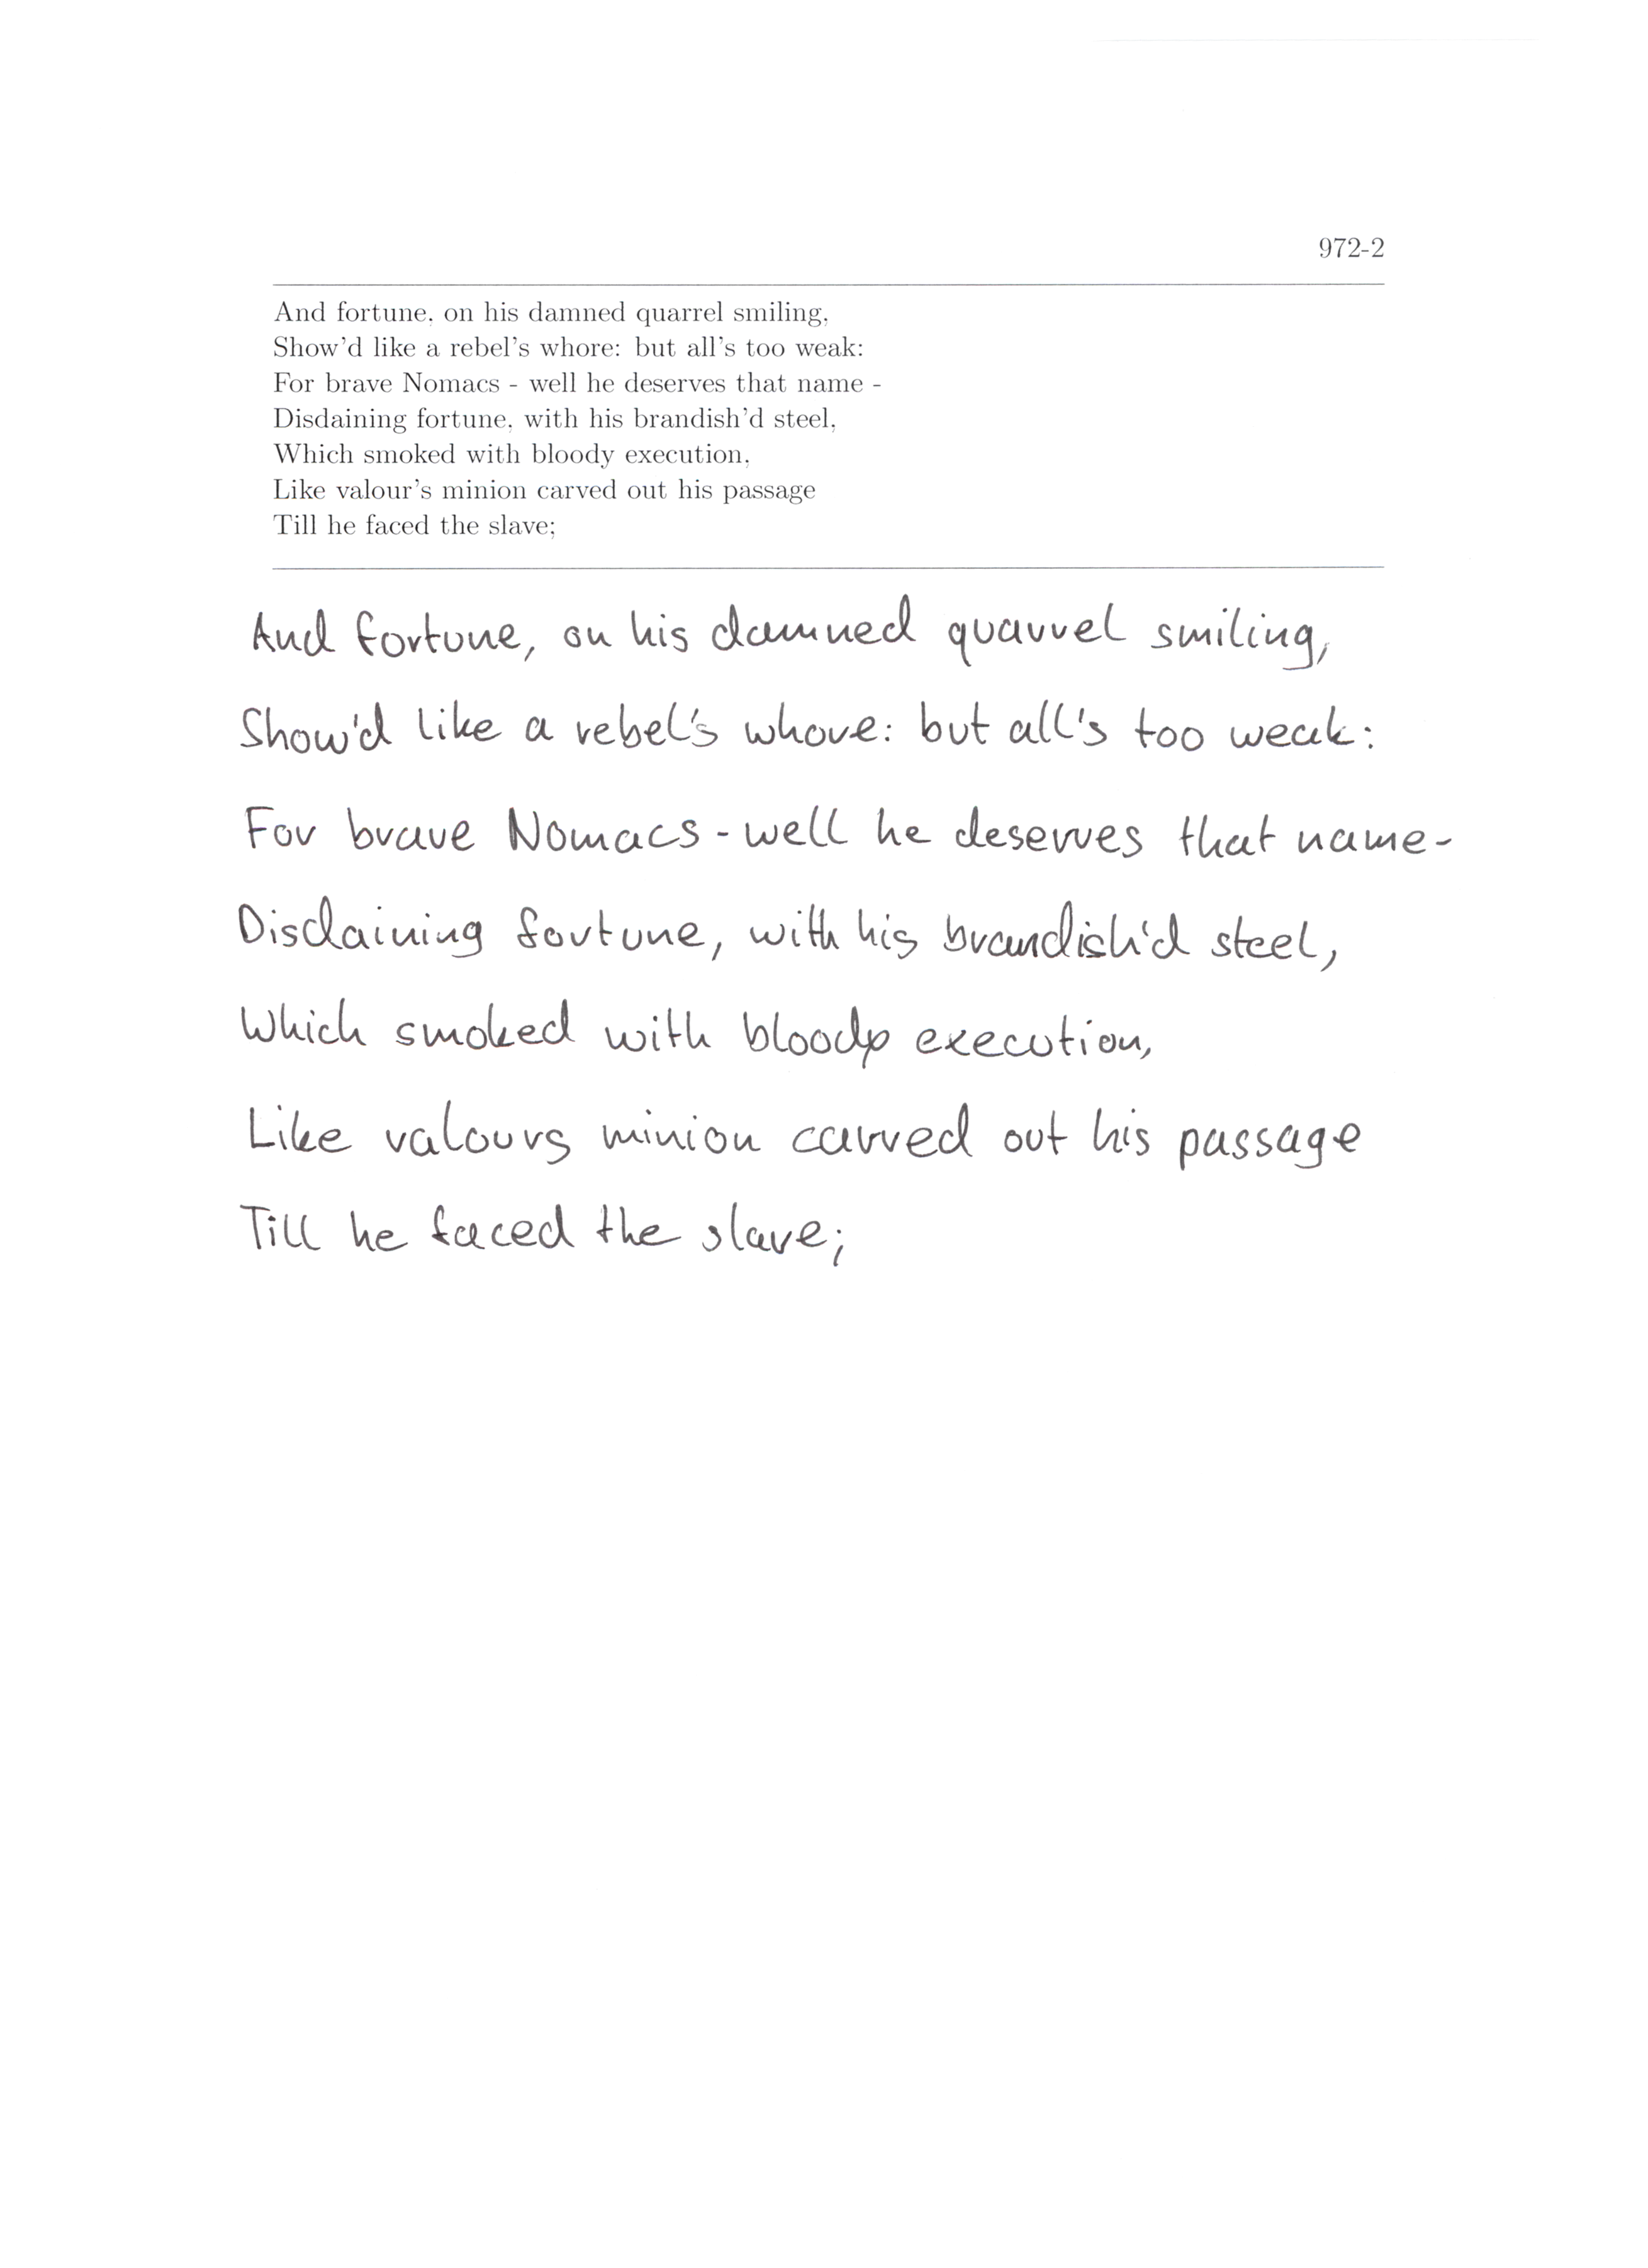 972-2
And fortune, on his damned quarrel smiling,
Show'd like a rebel's whore: but all's too weak:
For brave Nomacs - well he deserves that name -
Disdaining fortune, with his brandish'd steel,
Which smoked with bloody execution,
Like valour's minion carved out his passage
Till he faced the slave;
And fortune, on his damned quarrel smiling,
Show'd like a rebel's whore: but all's too weak:
For brave Nomacs - well he deserves that name -
Disdaining fortune, with his brandish'd steel,
Which smoked with bloody execution,
Like valours minion carved out his passage
Till he faced the slave;